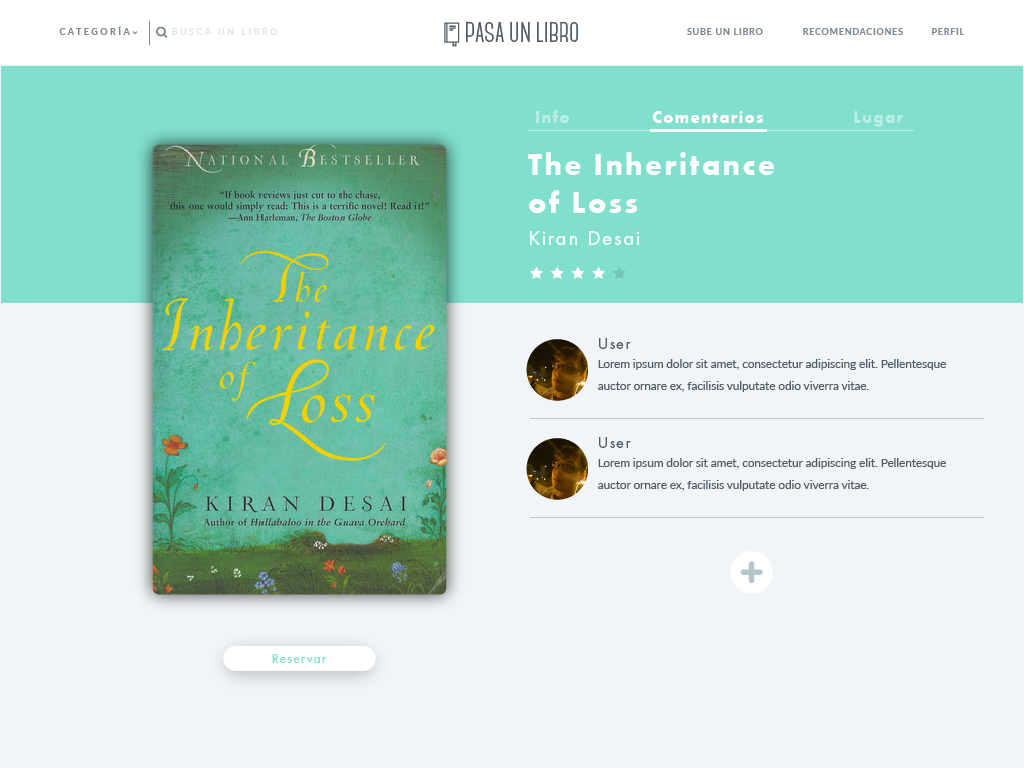 CATEGORÍA
BUSCA UN LIBRO
PASA UN LIBRO
SUBE UN LIBRO
RECOMENDACIONES
PERFIL
Info
Comentarios
Lugar
The Inheritance
of Loss
Kiran Desai
NATIONAL BESTSELLER
“If book reviews just cut to the chase,
this one would simply read: This is a terrific novel! Read it!”
—Ann Harleman, The Boston Globe
The
Inheritance
of Loss
KIRAN DESAI
Author of Hullabaloo in the Guava Orchard
User
Lorem ipsum dolor sit amet, consectetur adipiscing elit. Pellentesque
auctor ornare ex, facilisis vulputate odio viverra vitae.
User
Lorem ipsum dolor sit amet, consectetur adipiscing elit. Pellentesque
auctor ornare ex, facilisis vulputate odio viverra vitae.
Reservar